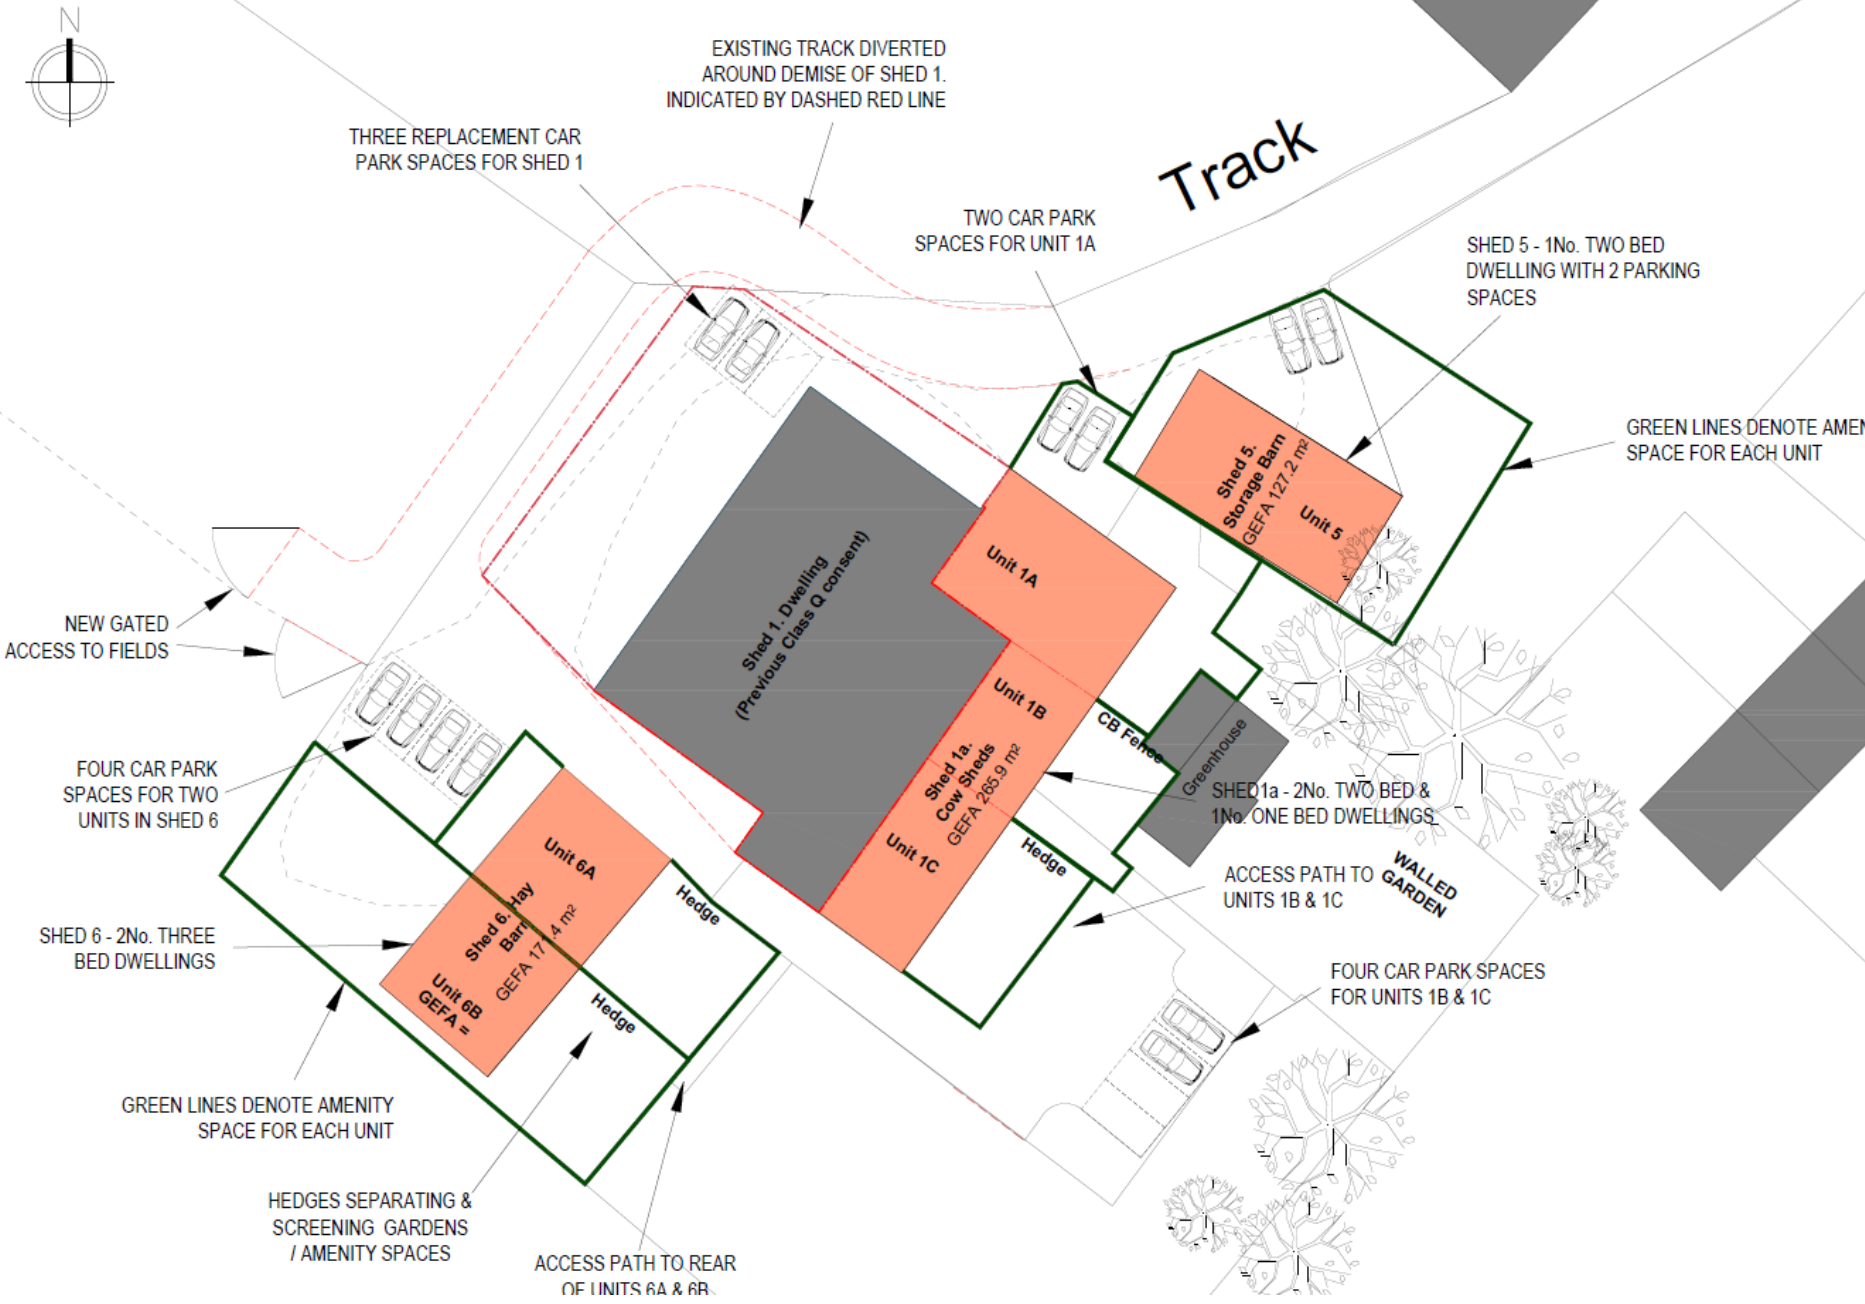 N
EXISTING TRACK DIVERTED
AROUND DEMISE OF SHED 1.
INDICATED BY DASHED RED LINE
THREE REPLACEMENT CAR
PARK SPACES FOR SHED 1
Track
TWO CAR PARK
SPACES FOR UNIT 1A
SHED 5 - 1No. TWO BED
DWELLING WITH 2 PARKING
SPACES
GREEN LINES DENOTE AMEN
SPACE FOR EACH UNIT
Shed 5.
Storage Barn
GEFA 127.2 m²
Unit 5
Unit 1A
Shed 1. Dwelling
(Previous Class Q consent)
NEW GATED
ACCESS TO FIELDS
Unit 1B
CB Fence
Greenhouse
Shed 1a.
Cow Sheds
GEFA 265.9 m²
SHED1a - 2No. TWO BED &
1No. ONE BED DWELLINGS
FOUR CAR PARK
SPACES FOR TWO
UNITS IN SHED 6
Unit 1C
Hedge
Unit 6A
WALLED
GARDEN
ACCESS PATH TO
UNITS 1B & 1C
Hedge
Shed 6. Hay
Barn
GEFA 171.4 m²
SHED 6 - 2No. THREE
BED DWELLINGS
Unit 6B
GEFA =
Hedge
FOUR CAR PARK SPACES
FOR UNITS 1B & 1C
GREEN LINES DENOTE AMENITY
SPACE FOR EACH UNIT
HEDGES SEPARATING &
SCREENING GARDENS
/ AMENITY SPACES
ACCESS PATH TO REAR
OF UNITS 6A & 6B